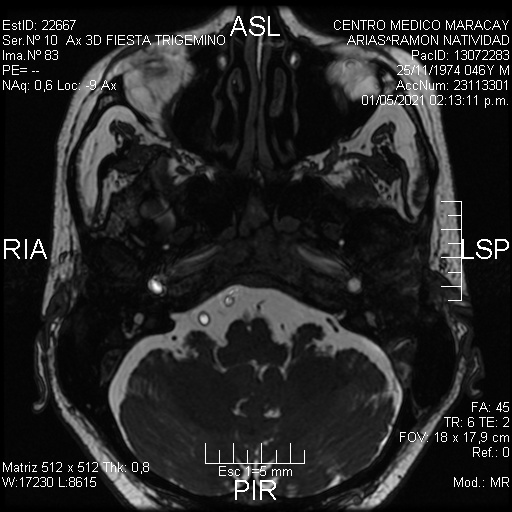 EstID: 22667
Ser.Nº 10 Ax 3D FIESTA TRIGEMINO
Ima.Nº 83
PE= --
NAq: 0,6 Loc: -9 Ax
ASL
CENTRO MEDICO MARACAY
ARIAS^RAMON NATIVIDAD
PacID: 13072283
25/11/1974 046Y M
AccNum: 23113301
01/05/2021 02:13:11 p.m.
RIA
LSP
FA: 45
TR: 6 TE: 2
FOV: 18 x 17,9 cm
Ref.: 0
Mod.: MR
Matriz 512 x 512 Thk: 0,8
W:17230 L:8615
Esc 1=5 mm
PIR